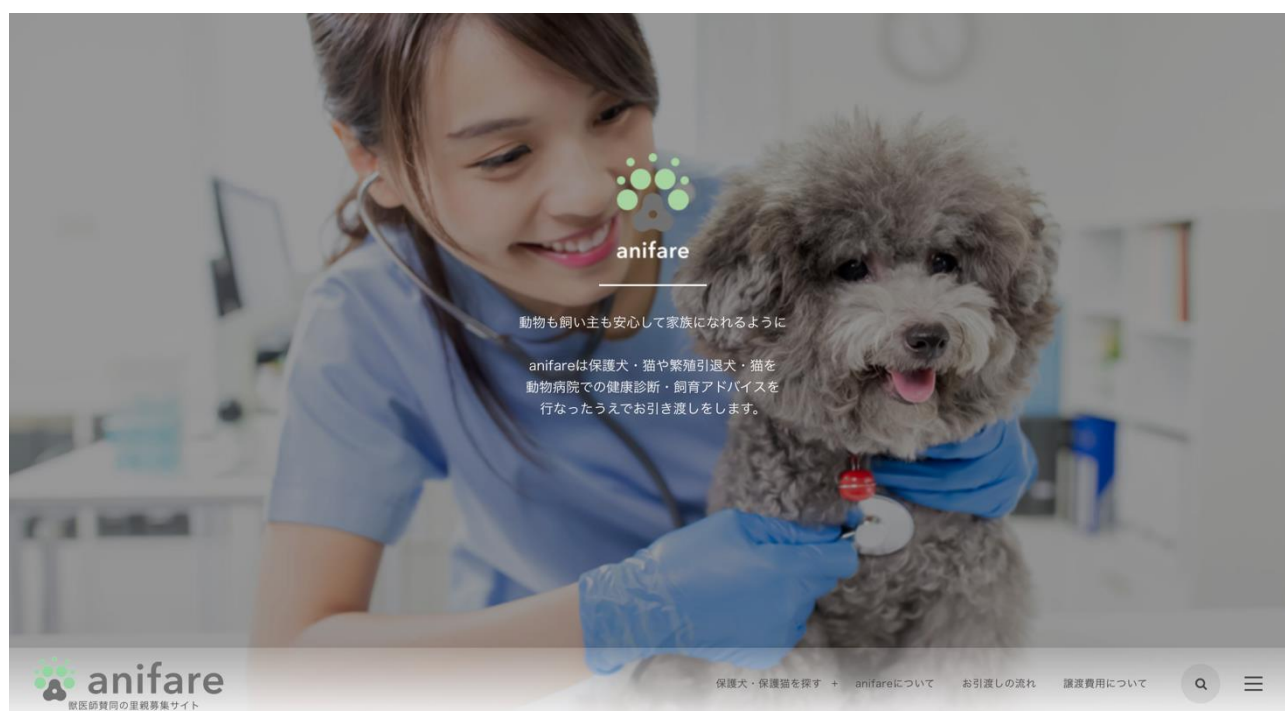 anifare
動物も飼い主も安心して家族になれるように
anifareは保護犬・猫や繁殖引退犬・猫を
動物病院での健康診断・飼育アドバイスを
行なったうえでお引き渡しをします。
anifare
獣医師賛同の里親募集サイト
保護犬・保護猫を探す + anifareについて お引渡しの流れ 譲渡費用について